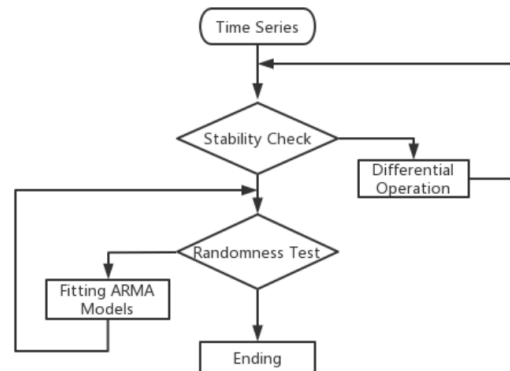 Time Series
Stability Check
Differential
Operation
Randomness Test
Fitting ARMA
Models
Ending